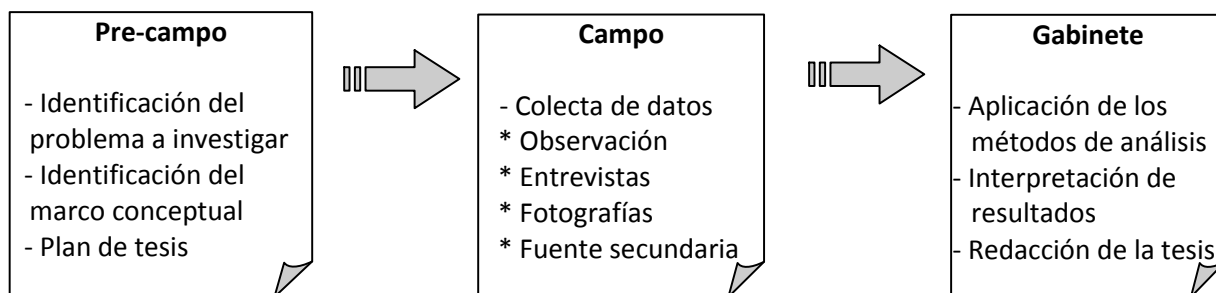 Pre-campo
- Identificación del
problema a investigar
- Identificación del
marco conceptual
- Plan de tesis
Campo
- Colecta de datos
* Observación
* Entrevistas
* Fotografías
* Fuente secundaria
Gabinete
- Aplicación de los
métodos de análisis
- Interpretación de
resultados
- Redacción de la tesis